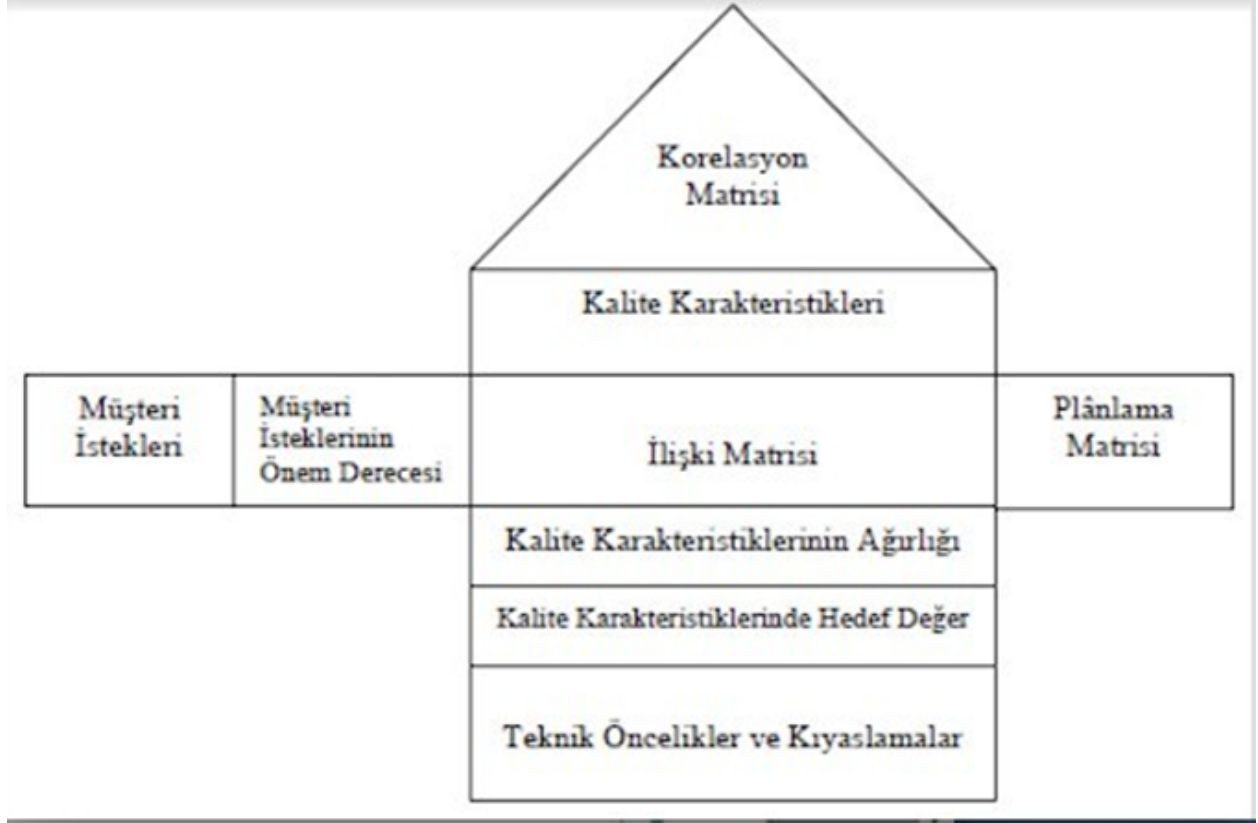 Korelasyon
Matrisi
Kalite Karakteristikleri
Müşteri
İstekleri
Müşteri
İsteklerinin
Önem Derecesi
İlişki Matrisi
Plânlama
Matrisi
Kalite Karakteristiklerinin Ağırlığı
Kalite Karakteristiklerinde Hedef Değer
Teknik Öncelikler ve Kıyaslamalar